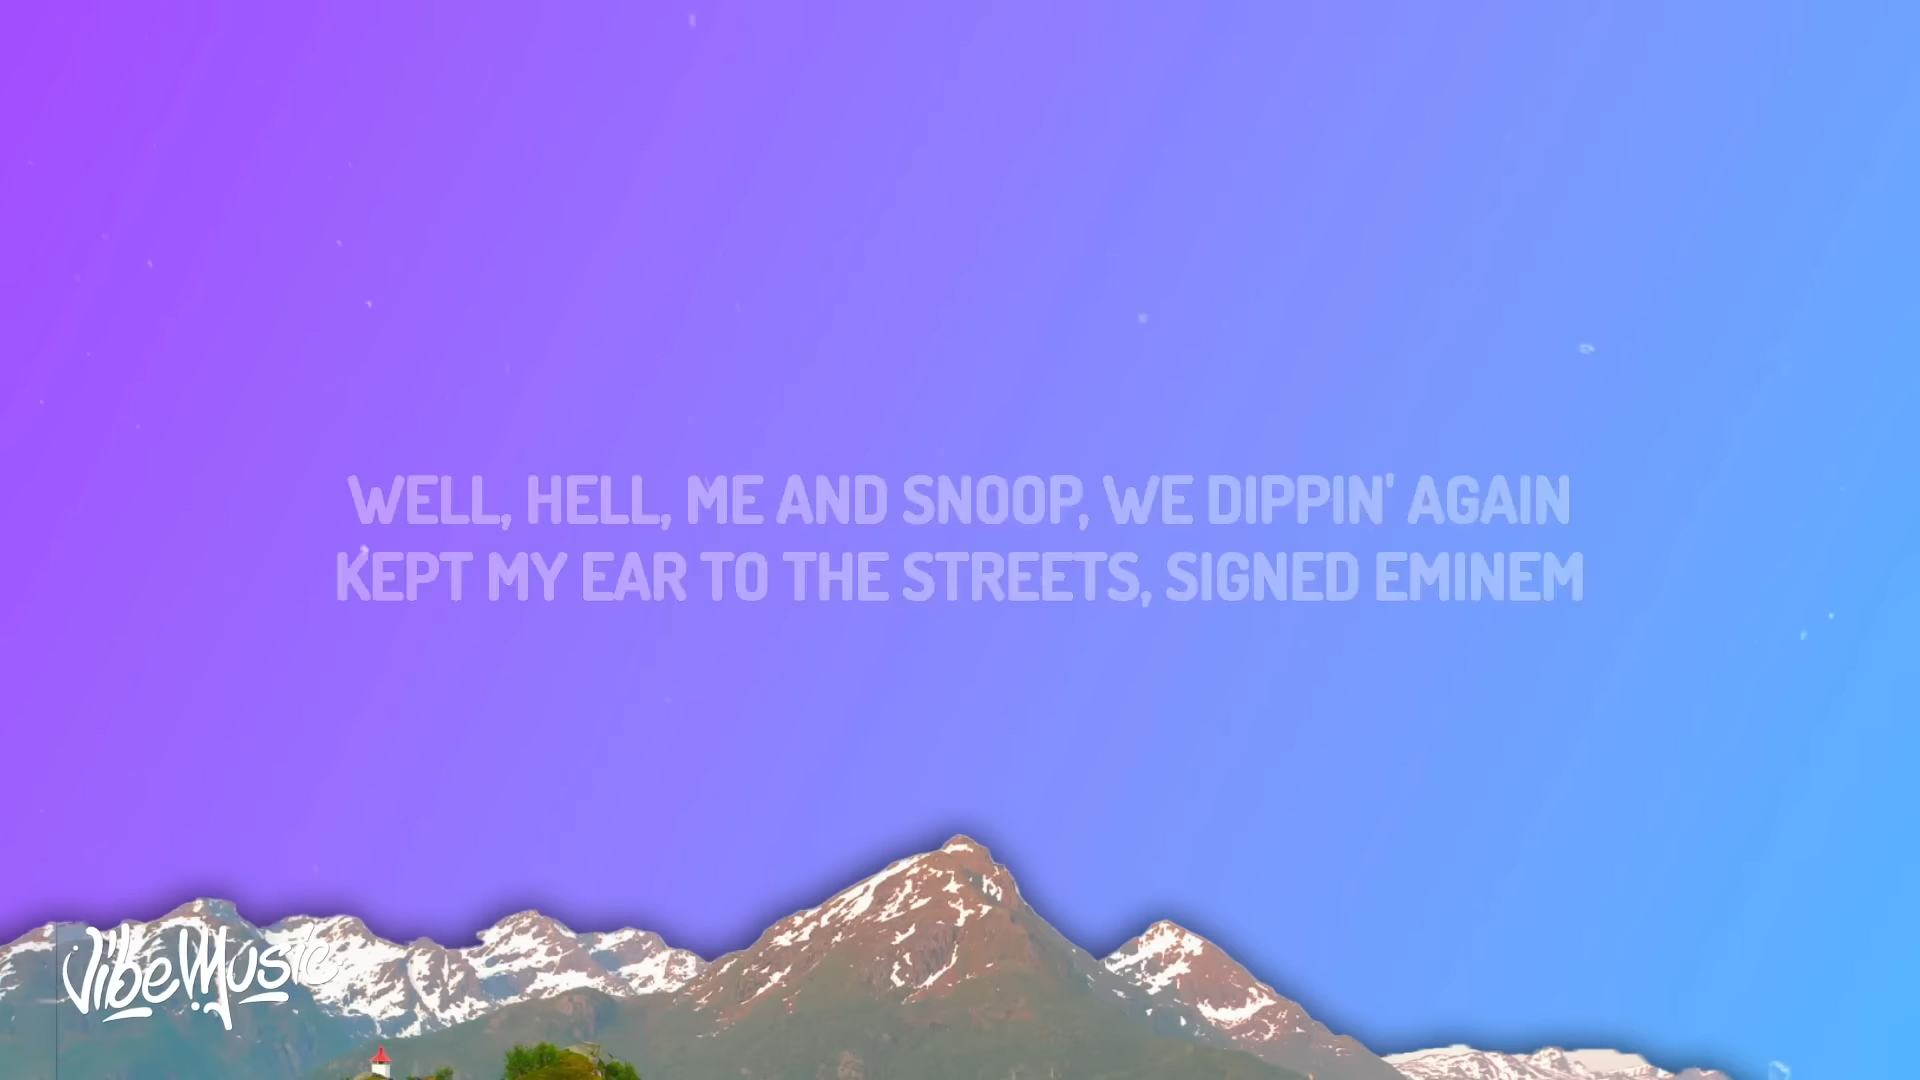 WELL, HELL, ME AND SNOOP, WE DIPPIN' AGAIN
KEPT MY EAR TO THE STREETS, SIGNED EMINEM
VibeMusic